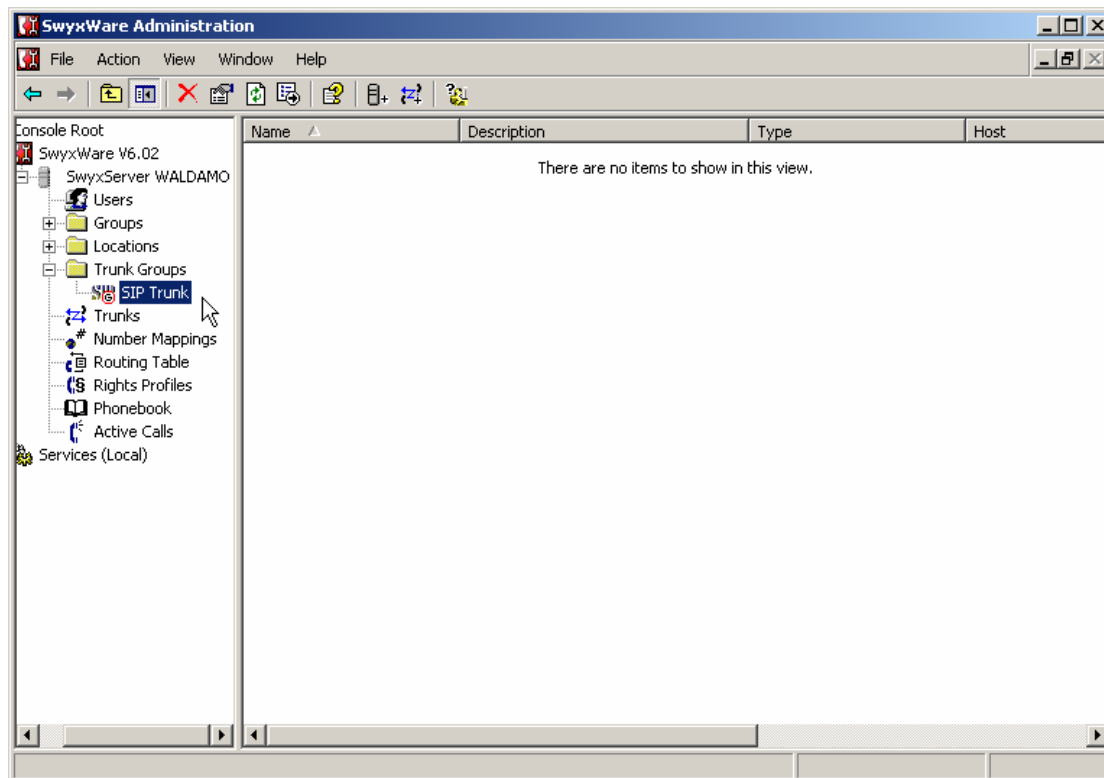 SwyxWare Administration
File Action View Window Help
Console Root
SwyxWare V6.02
SwyxServer WALDAMO
Users
Groups
Locations
Trunk Groups
SIP Trunk
Trunks
Number Mappings
Routing Table
Rights Profiles
Phonebook
Active Calls
Services (Local)
Name Description Type Host
There are no items to show in this view.